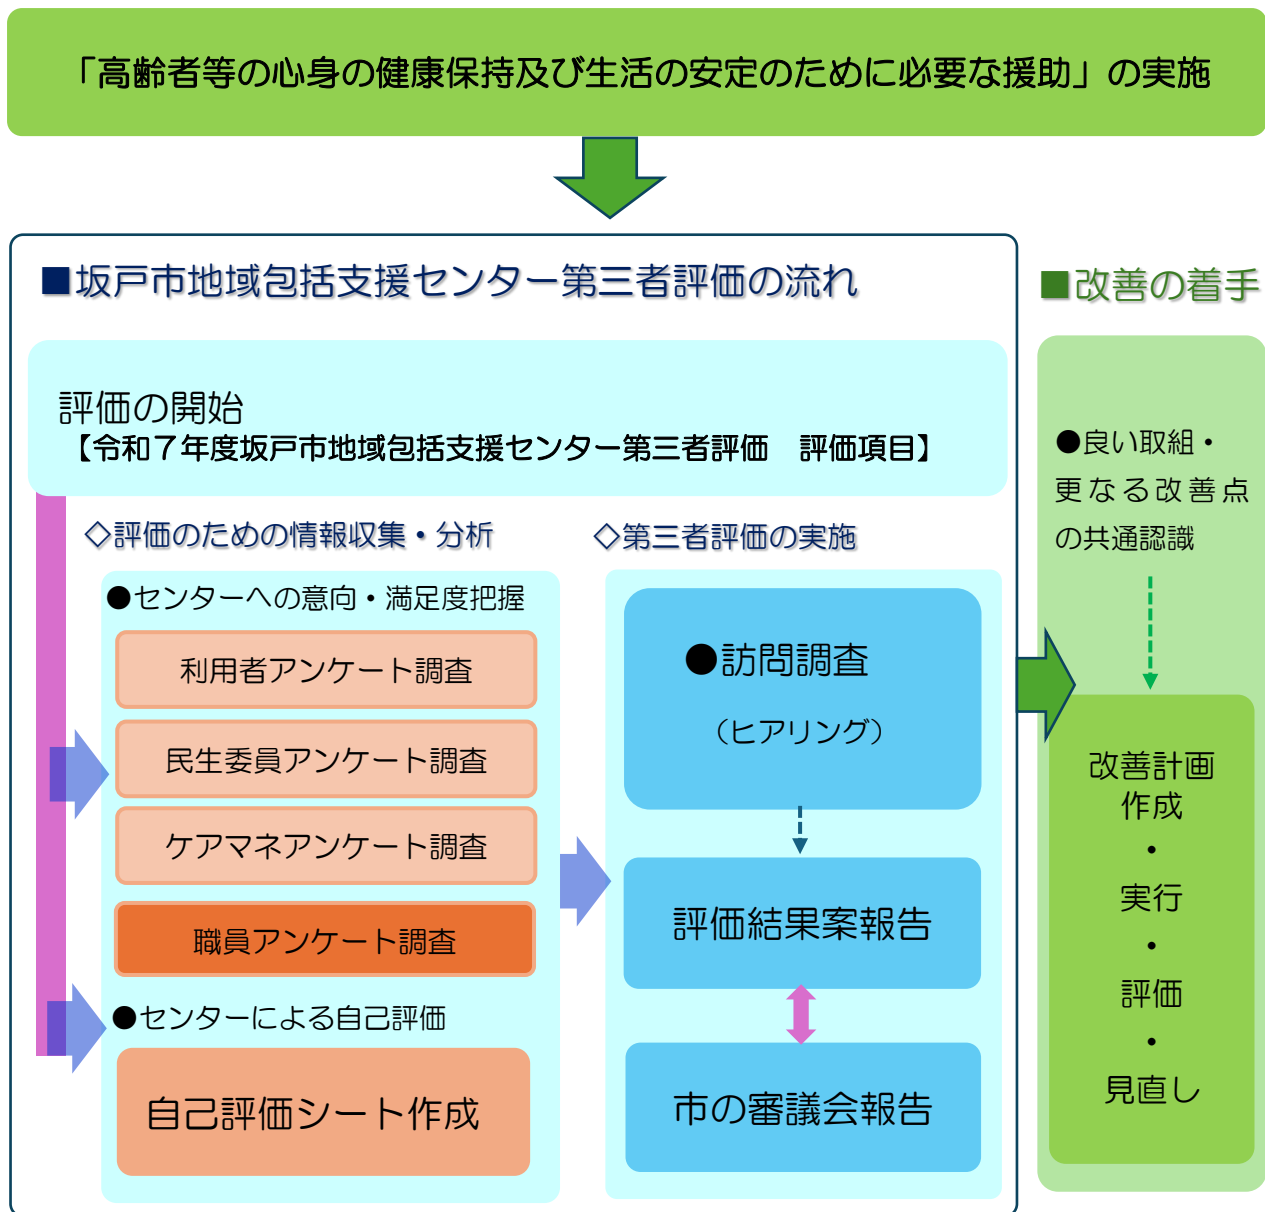 「高齢者等の心身の健康保持及び生活の安定のために必要な援助」の実施
■坂戸市地域包括支援センター第三者評価の流れ
評価の開始
【令和７年度坂戸市地域包括支援センター第三者評価　評価項目】
◇評価のための情報収集・分析
●センターへの意向・満足度把握
利用者アンケート調査
民生委員アンケート調査
ケアマネアンケート調査
職員アンケート調査
●センターによる自己評価
自己評価シート作成
◇第三者評価の実施
●訪問調査
（ヒアリング）
評価結果案報告
市の審議会報告
■改善の着手
●良い取組・
更なる改善点
の共通認識
改善計画
作成
・
実行
・
評価
・
見直し